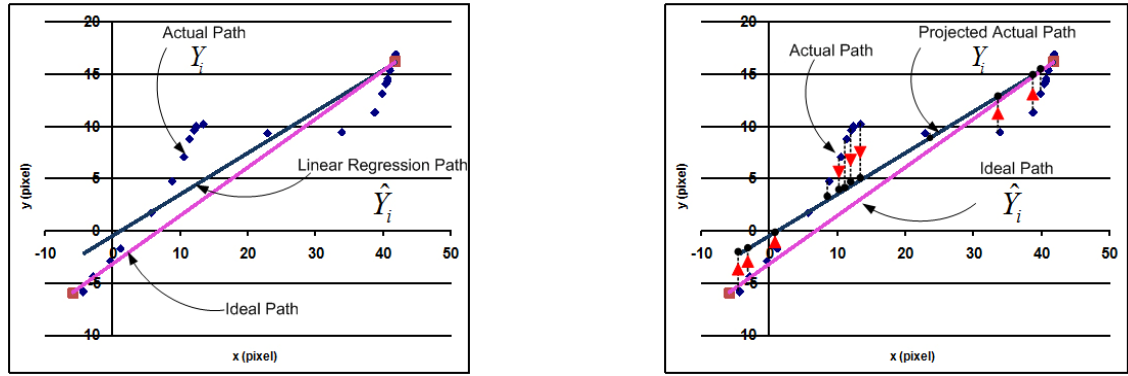 20
15
10
5
0
-5
-10
-10 0 10 20 30 40 50
y (pixel)
x (pixel)
Actual Path
Y_i
Linear Regression Path
Ŷ_i
Ideal Path
20
15
10
5
0
-5
-10
-10 0 10 20 30 40 50
y (pixel)
x (pixel)
Projected Actual Path
Y_i
Actual Path
Ideal Path
Ŷ_i